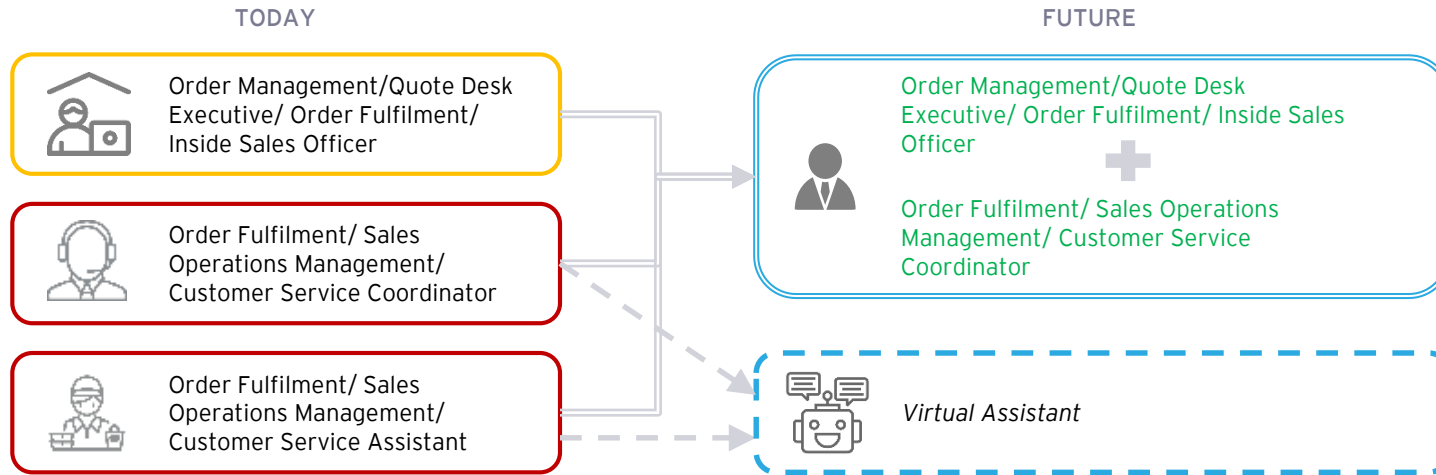 TODAY
FUTURE
Order Management/Quote Desk
Executive/ Order Fulfilment/
Inside Sales Officer
Order Fulfilment/ Sales
Operations Management/
Customer Service Coordinator
Order Fulfilment/ Sales
Operations Management/
Customer Service Assistant
Order Management/Quote Desk
Executive/ Order Fulfilment/ Inside Sales
Officer
Order Fulfilment/ Sales Operations
Management/ Customer Service
Coordinator
Virtual Assistant